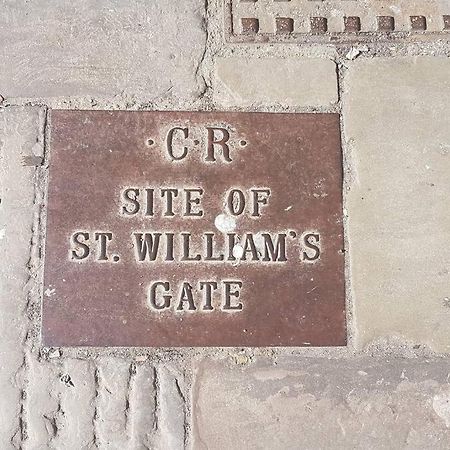 ·C·R·
SITE OF
ST. WILLIAM'S
GATE